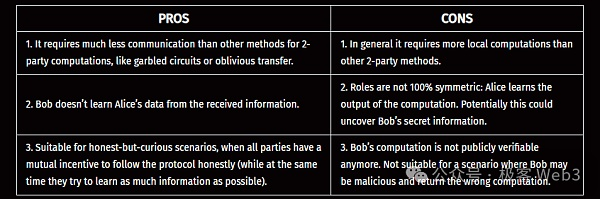 PROS
CONS
1. It requires much less communication than other methods for 2-
party computations, like garbled circuits or oblivious transfer.
1. In general it requires more local computations than
other 2-party methods.
2. Bob doesn't learn Alice's data from the received information.
2. Roles are not 100% symmetric: Alice learns the
output of the computation. Potentially this could
uncover Bob's secret information.
3. Suitable for honest-but-curious scenarios, when all parties have a
mutual incentive to follow the protocol honestly (while at the same
time they try to learn as much information as possible).
3. Bob's computation is not publicly verifiable
anymore. Not suitable for a scenario where Bob may
be malicious and return the wrong computation.
公众号 · 极客 Web3